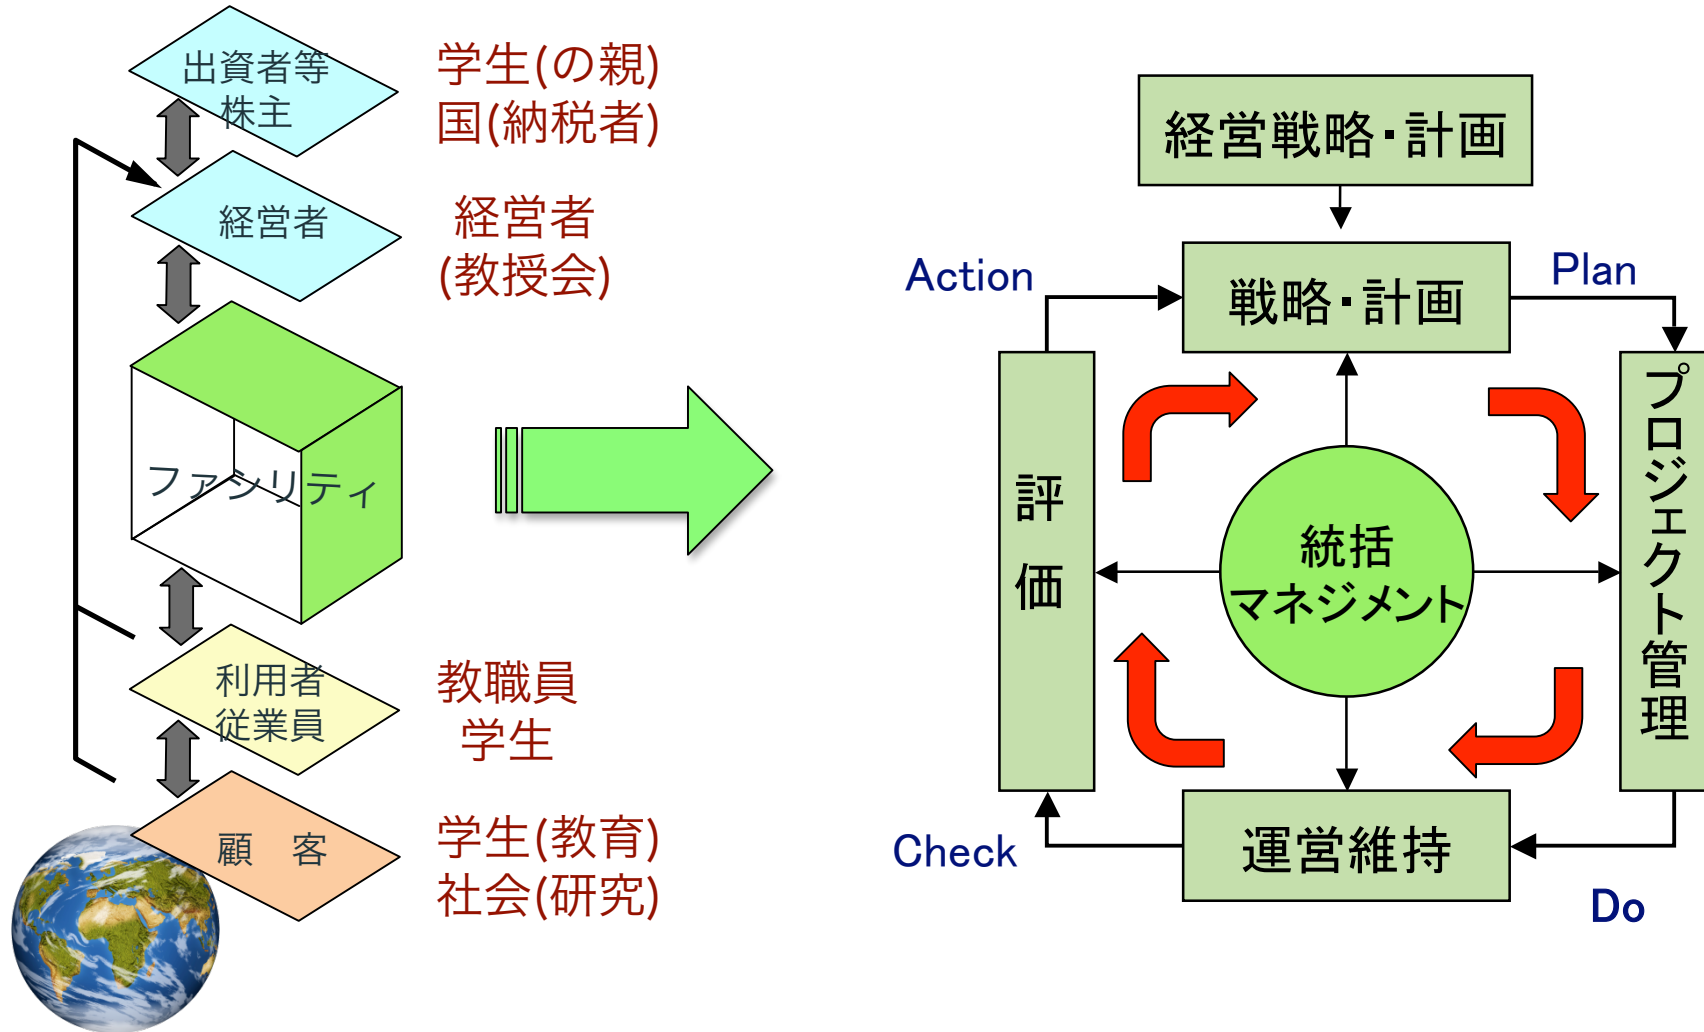 出資者等
株主
学生(の親)
国(納税者)
経営者
経営者
(教授会)
ファシリティ
利用者
従業員
教職員
学生
顧　客
学生(教育)
社会(研究)
経営戦略・計画
Action
戦略・計画
Plan
評
価
統括
マネジメント
プロジェクト管理
Check
運営維持
Do